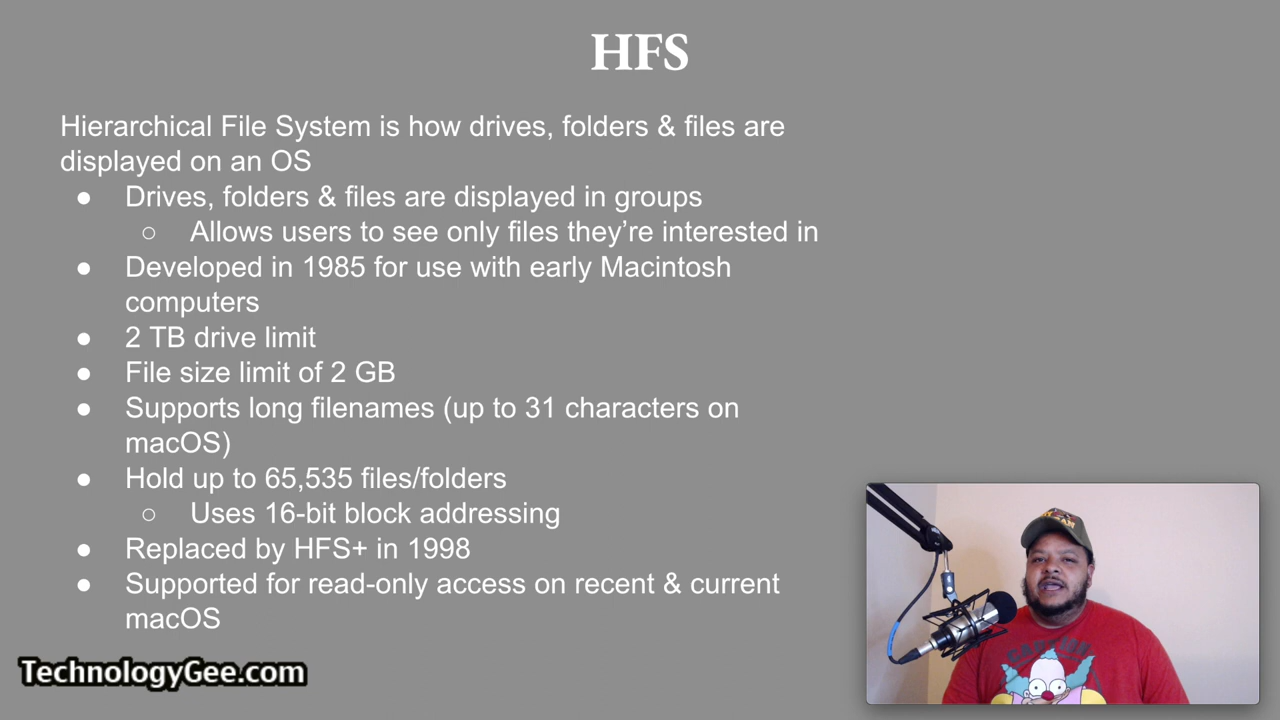 HFS
Hierarchical File System is how drives, folders & files are
displayed on an OS
● Drives, folders & files are displayed in groups
○ Allows users to see only files they’re interested in
● Developed in 1985 for use with early Macintosh
computers
● 2 TB drive limit
● File size limit of 2 GB
● Supports long filenames (up to 31 characters on
macOS)
● Hold up to 65,535 files/folders
○ Uses 16-bit block addressing
● Replaced by HFS+ in 1998
● Supported for read-only access on recent & current
macOS
TechnologyGee.com
CAUTION